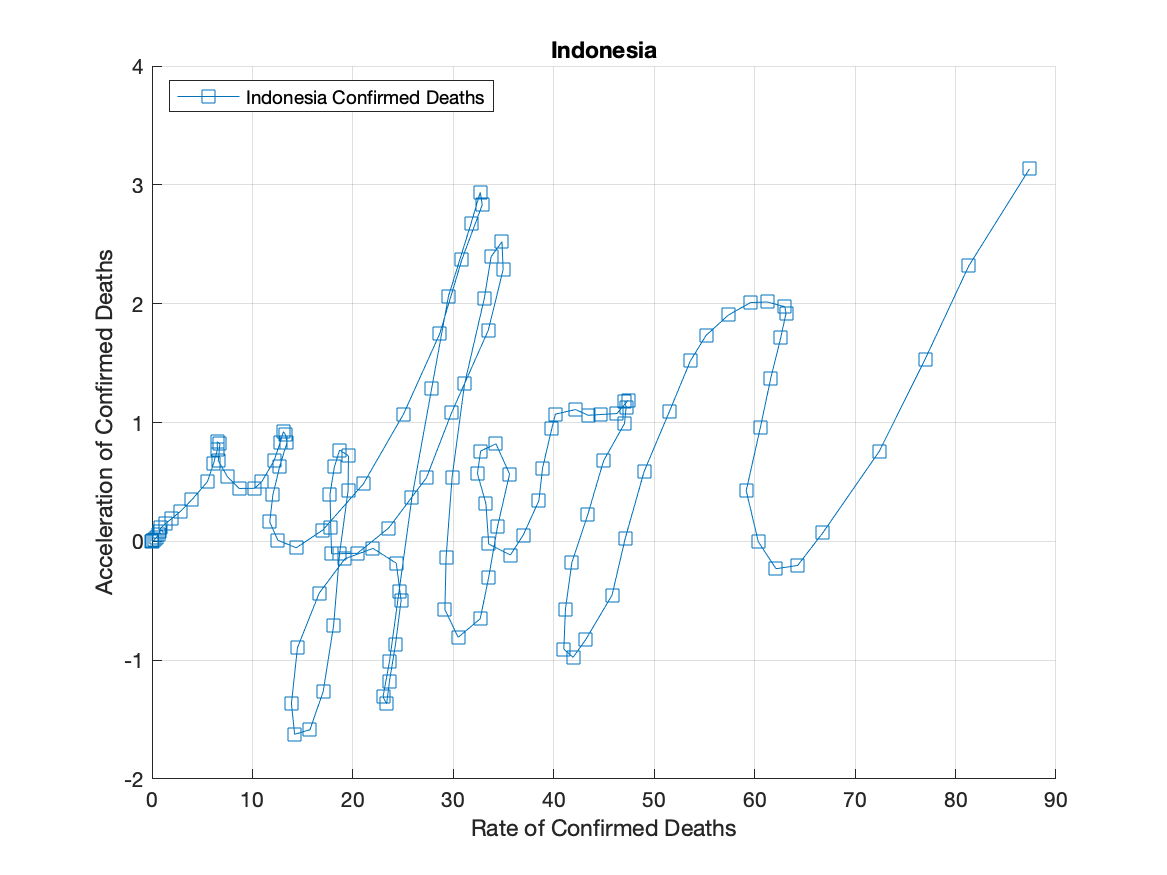 Indonesia
Indonesia Confirmed Deaths
4
3
2
1
0
-1
-2
Acceleration of Confirmed Deaths
0 10 20 30 40 50 60 70 80 90
Rate of Confirmed Deaths